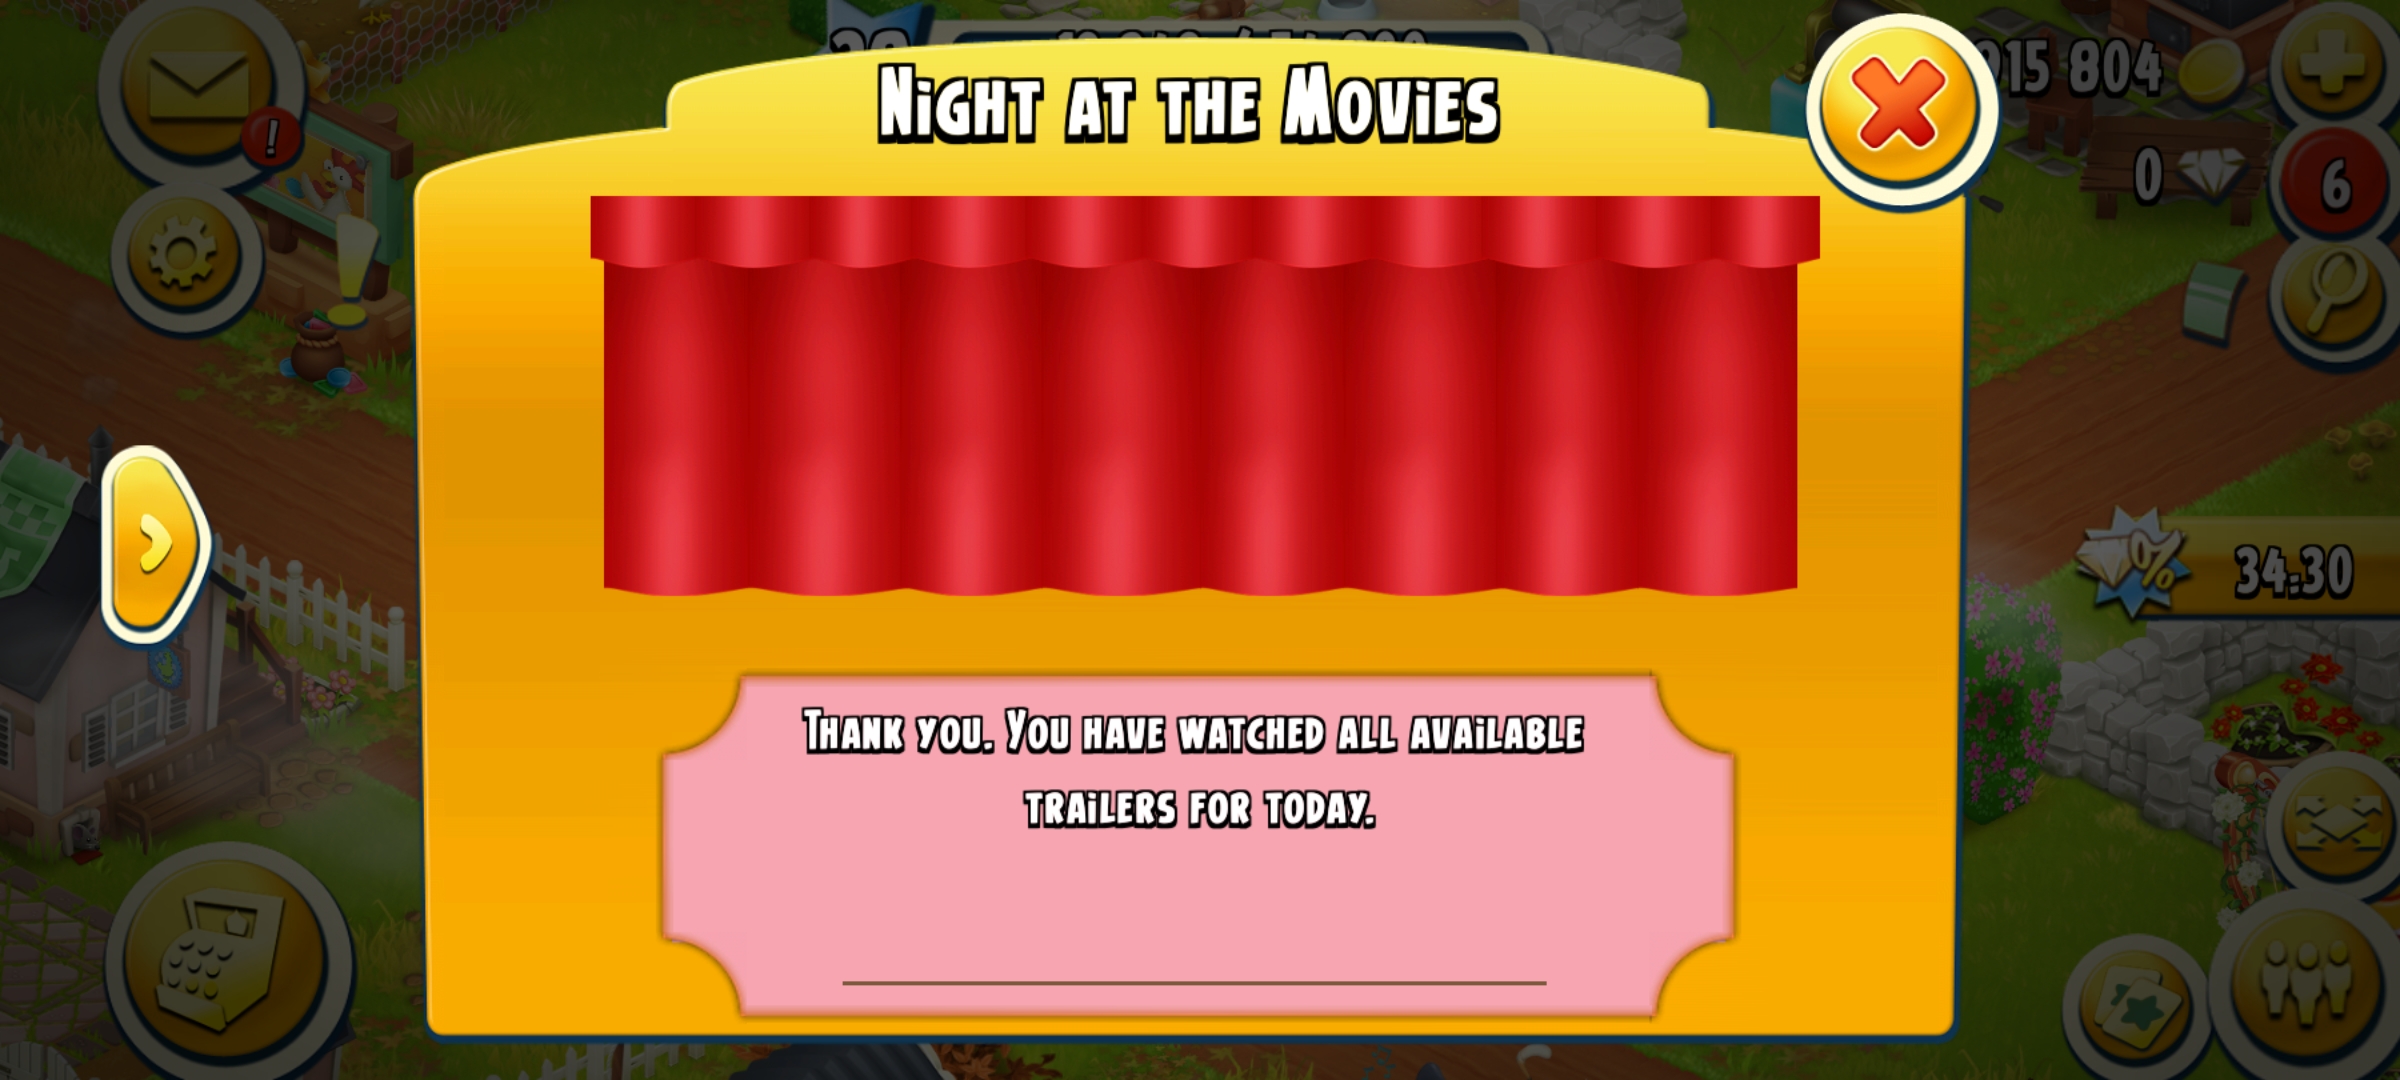 NiGHT AT THE MOViES
915 804
0
6
34:30
THANK YOU. YOU HAVE WATCHED ALL AVAiLABLE
TRAiLERS FOR TODAY.